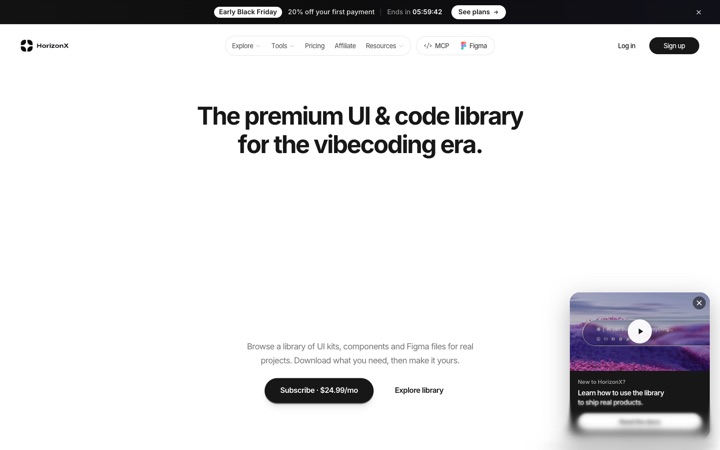 Early Black Friday 20% off your first payment Ends in 05:59:42 See plans →
HorizonX
Explore Tools Pricing Affiliate Resources </> MCP Figma
Log in Sign up
The premium UI & code library
for the vibecoding era.
Browse a library of UI kits, components and Figma files for real
projects. Download what you need, then make it yours.
Subscribe · $24.99/mo Explore library
New to HorizonX?
Learn how to use the library
to ship real products.